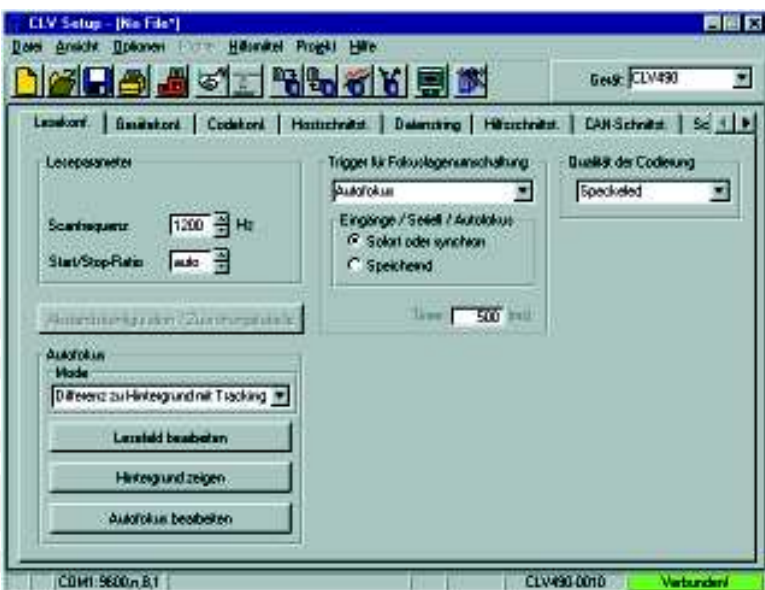 CLV Setup - [No File*]
Datei Ansicht Optionen Hilfsmittel Projekt Hilfe
Gerät: CLV490
Lesekonf. Gerätekonf. Codekonf. Hostschnittst. Datenstring Hilfsschnittst. CAN-Schnittst. Sc
Leseparameter
Scanfrequenz 1200 Hz
Start/Stop-Ratio auto
Trigger für Fokuslagenumschaltung
Autofokus
Eingänge / Seriell / Autofokus
Sofort oder synchron
Speichernd
Timer 500
Qualität der Codierung
Speckeled
Autofokus
Mode
Differenz zu Hintergrund mit Tracking
Lesefeld bearbeiten
Hintergrund zeigen
Autofokus bearbeiten
COM1: 9600,n,8,1 CLV490-0010 Verbunden!